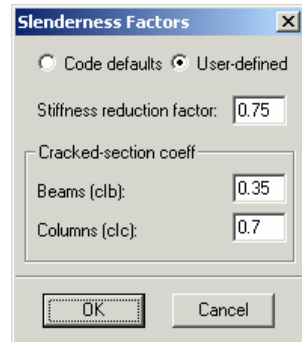 Slenderness Factors
Code defaults User-defined
Stiffness reduction factor: 0.75
Cracked-section coeff
Beams (clb): 0.35
Columns (clc): 0.7
OK Cancel